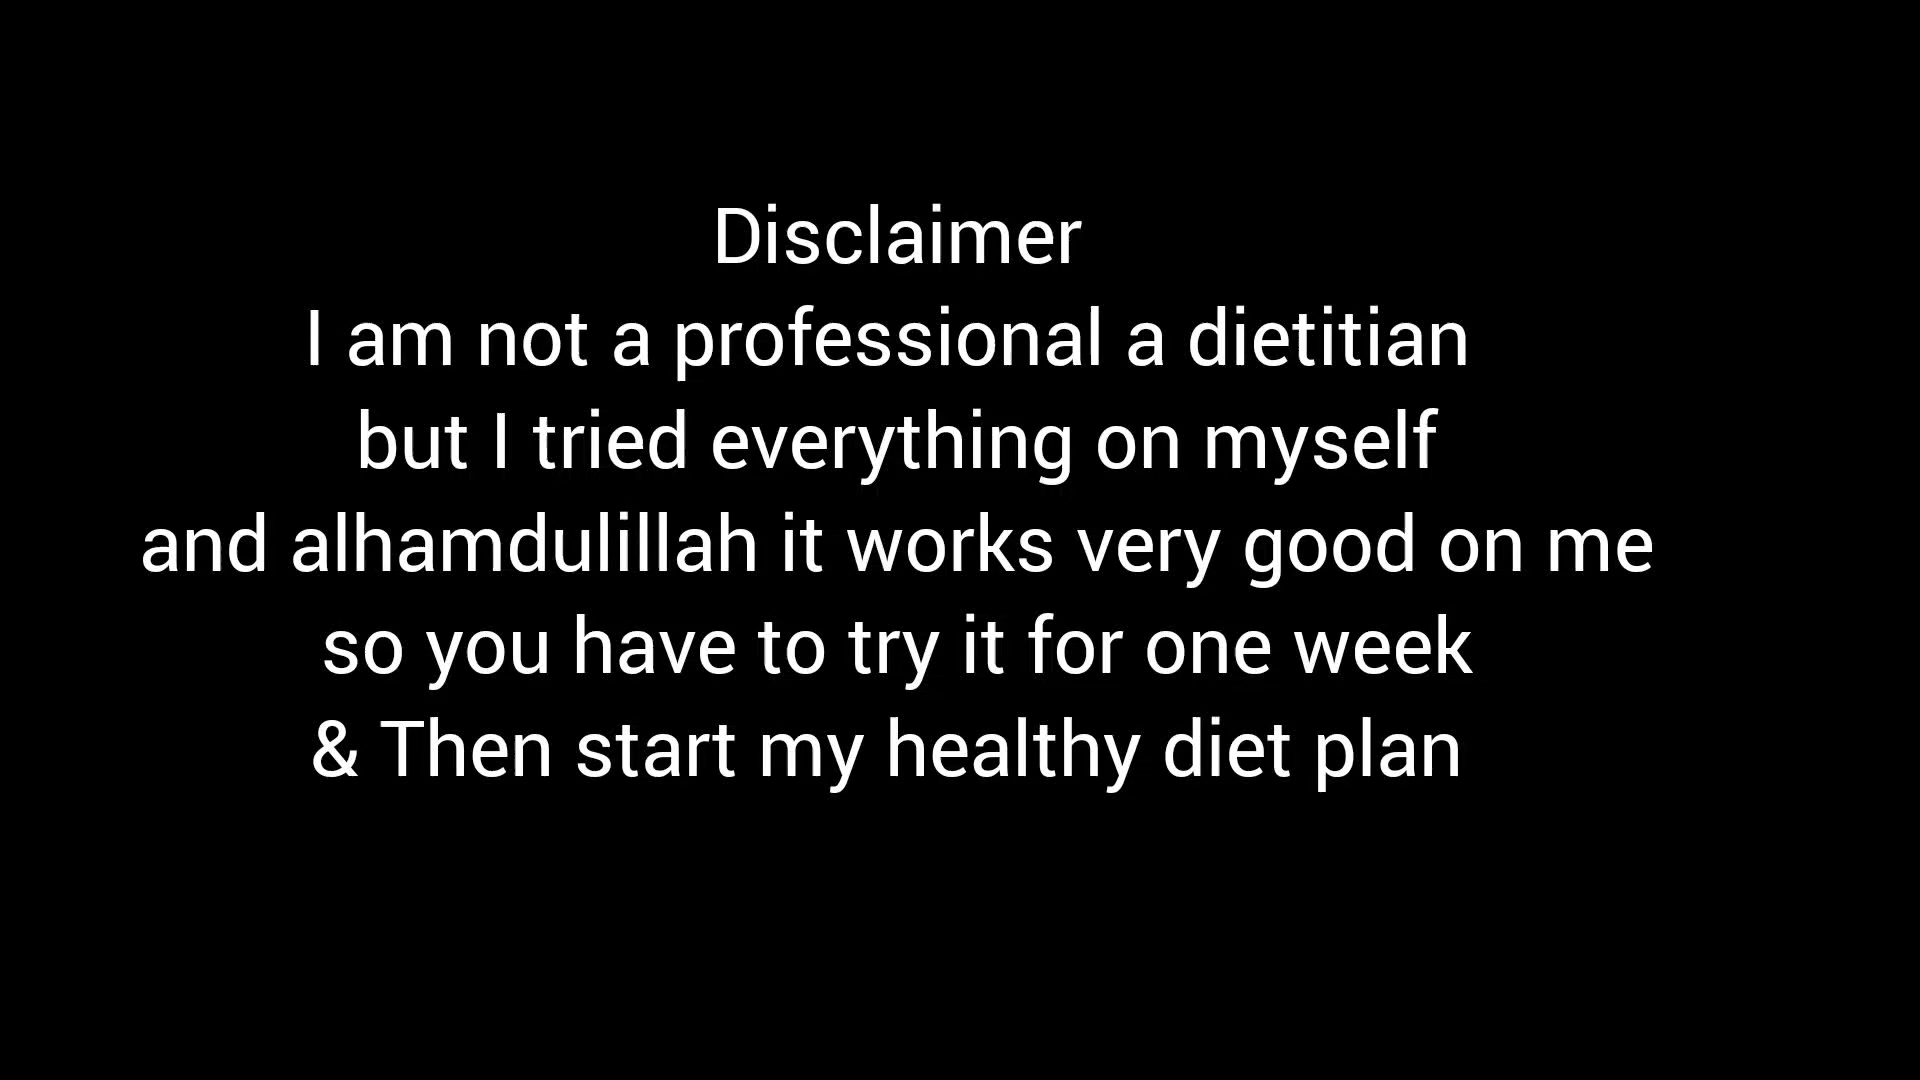 Disclaimer
I am not a professional a dietitian
but I tried everything on myself
and alhamdulillah it works very good on me
so you have to try it for one week
& Then start my healthy diet plan